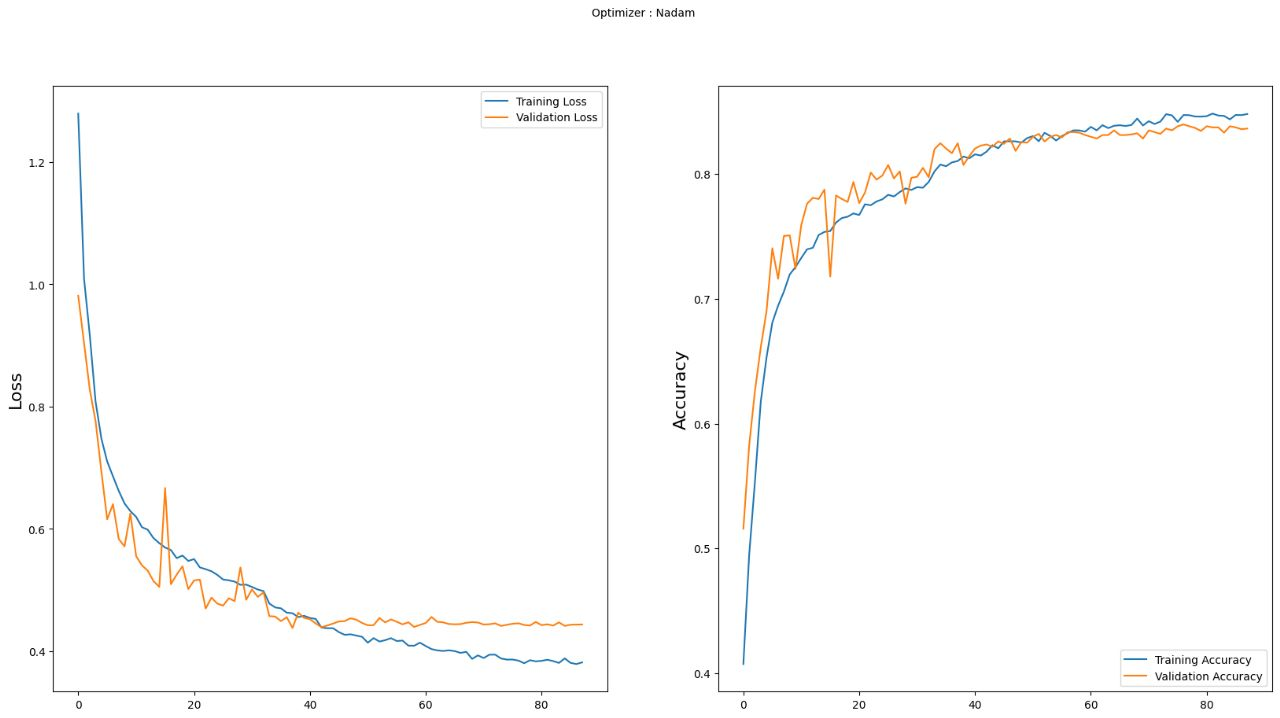 Optimizer : Nadam
Training Loss
Validation Loss
Loss
1.2
1.0
0.8
0.6
0.4
0
20
40
60
80
Training Accuracy
Validation Accuracy
Accuracy
0.8
0.7
0.6
0.5
0.4
0
20
40
60
80